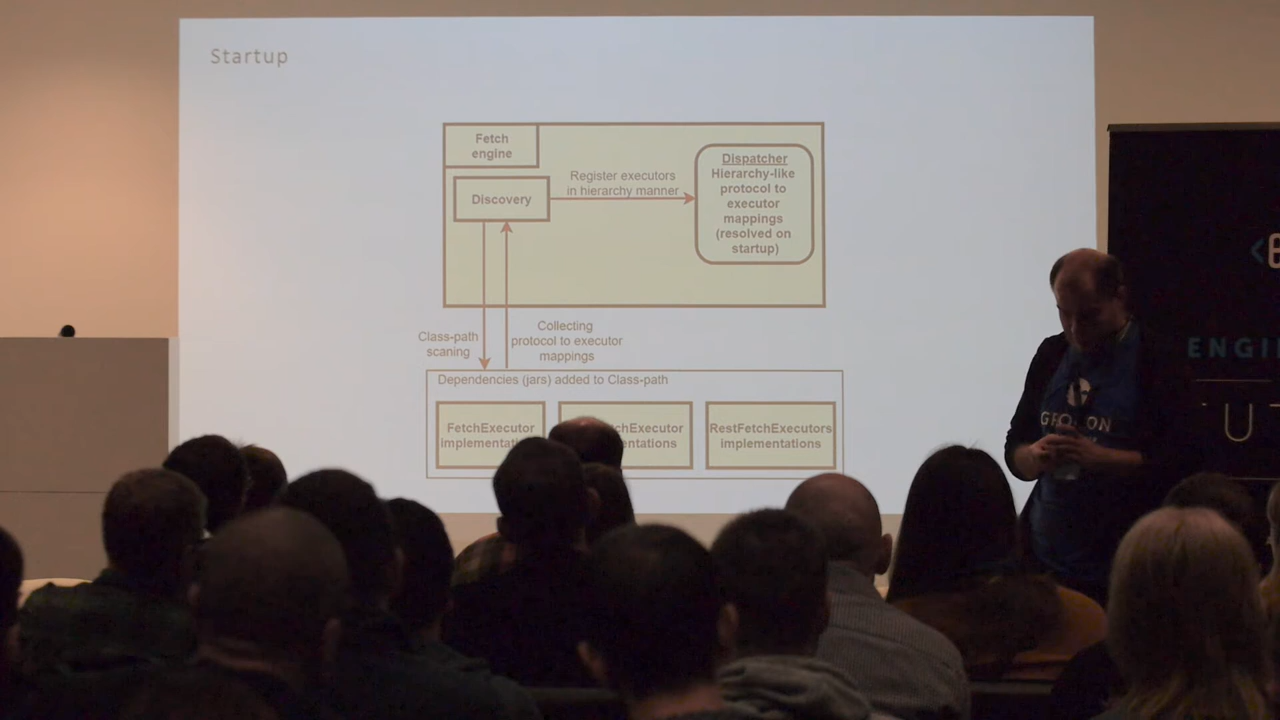 Startup
Fetch
engine
Discovery
Register executors
in hierarchy manner
Dispatcher
Hierarchy-like
protocol to
executor
mappings
(resolved on
startup)
Class-path
scaning
Collecting
protocol to executor
mappings
Dependencies (jars) added to Class-path
FetchExecutor
RestFetchExecutors
implementations